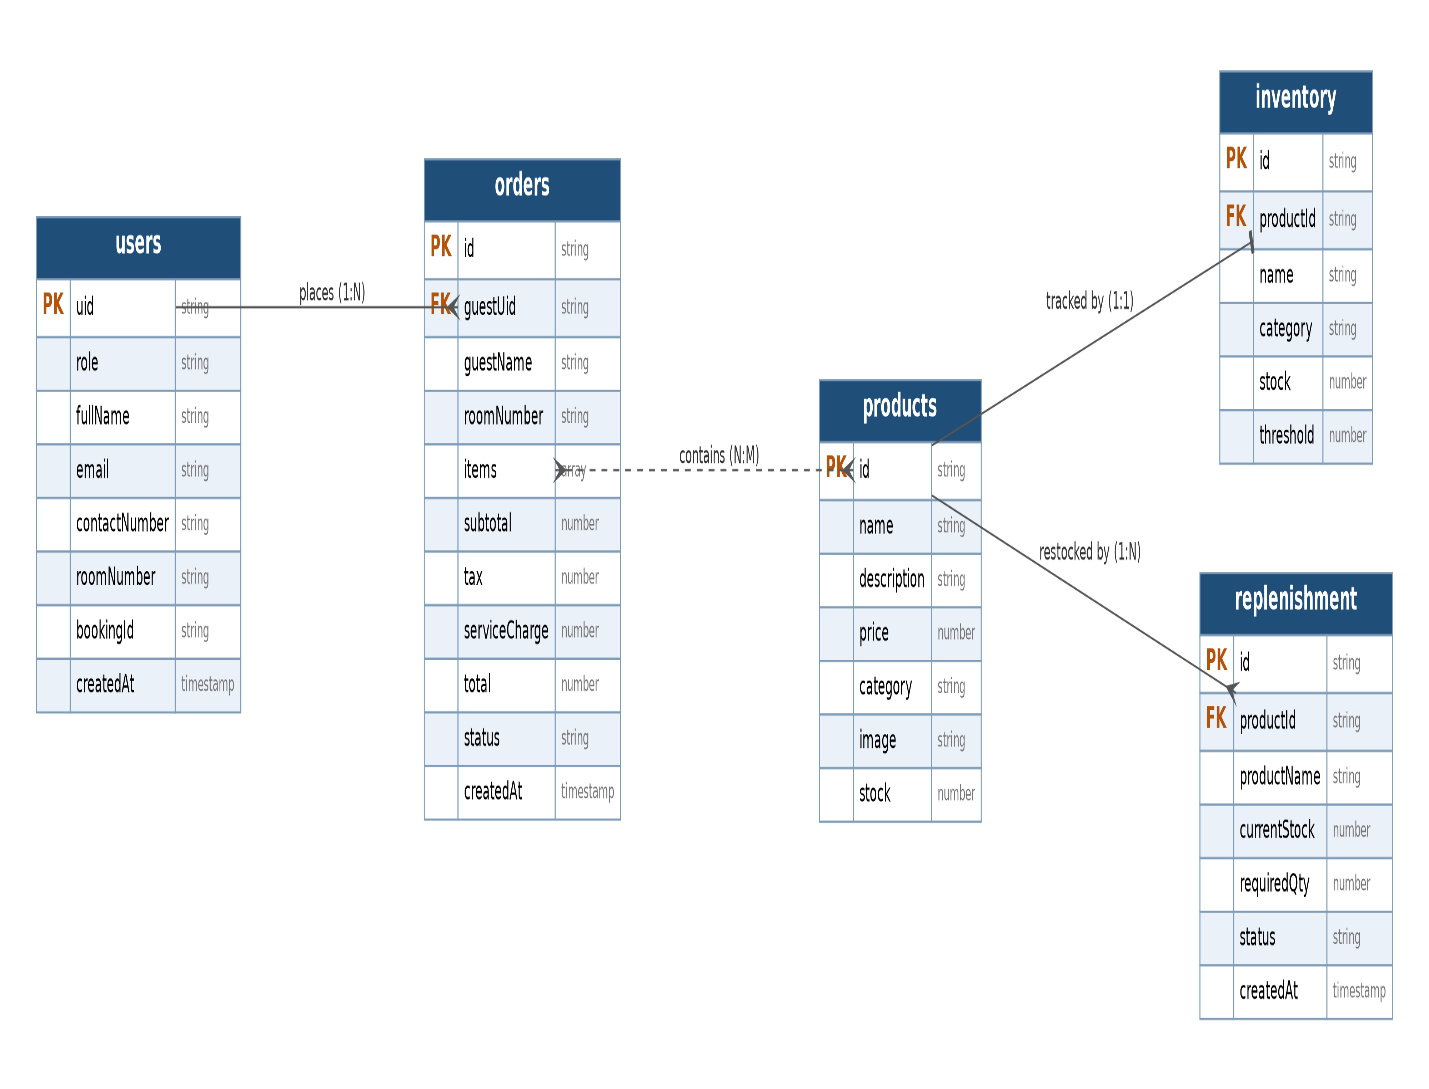 users
PK uid string
role string
fullName string
email string
contactNumber string
roomNumber string
bookingId string
createdAt timestamp
places (1:N)
orders
PK id string
FK guestUid string
guestName string
roomNumber string
items array
subtotal number
tax number
serviceCharge number
total number
status string
createdAt timestamp
contains (N:M)
products
PK id string
name string
description string
price number
category string
image string
stock number
tracked by (1:1)
restocked by (1:N)
inventory
PK id string
FK productId string
name string
category string
stock number
threshold number
replenishment
PK id string
FK productId string
productName string
currentStock number
requiredQty number
status string
createdAt timestamp